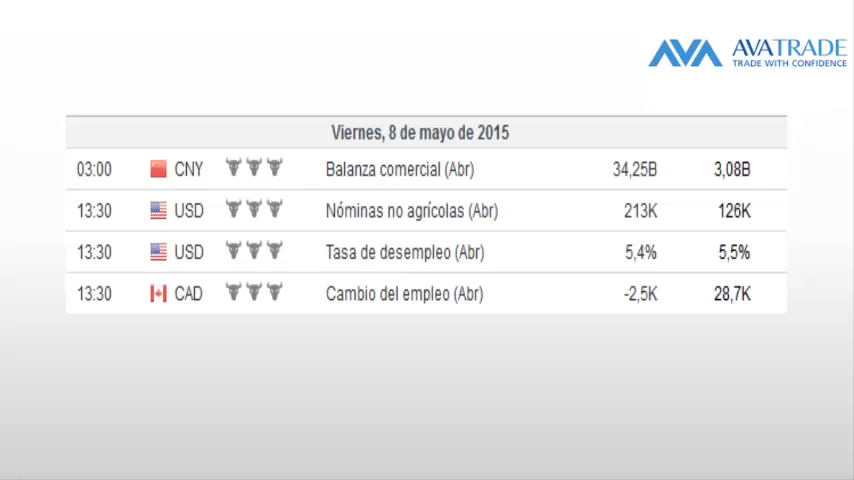 AVATRADE
TRADE WITH CONFIDENCE
Viernes, 8 de mayo de 2015
03:00 CNY Balanza comercial (Abr) 34,25B 3,08B
13:30 USD Nóminas no agrícolas (Abr) 213K 126K
13:30 USD Tasa de desempleo (Abr) 5,4% 5,5%
13:30 CAD Cambio del empleo (Abr) -2,5K 28,7K